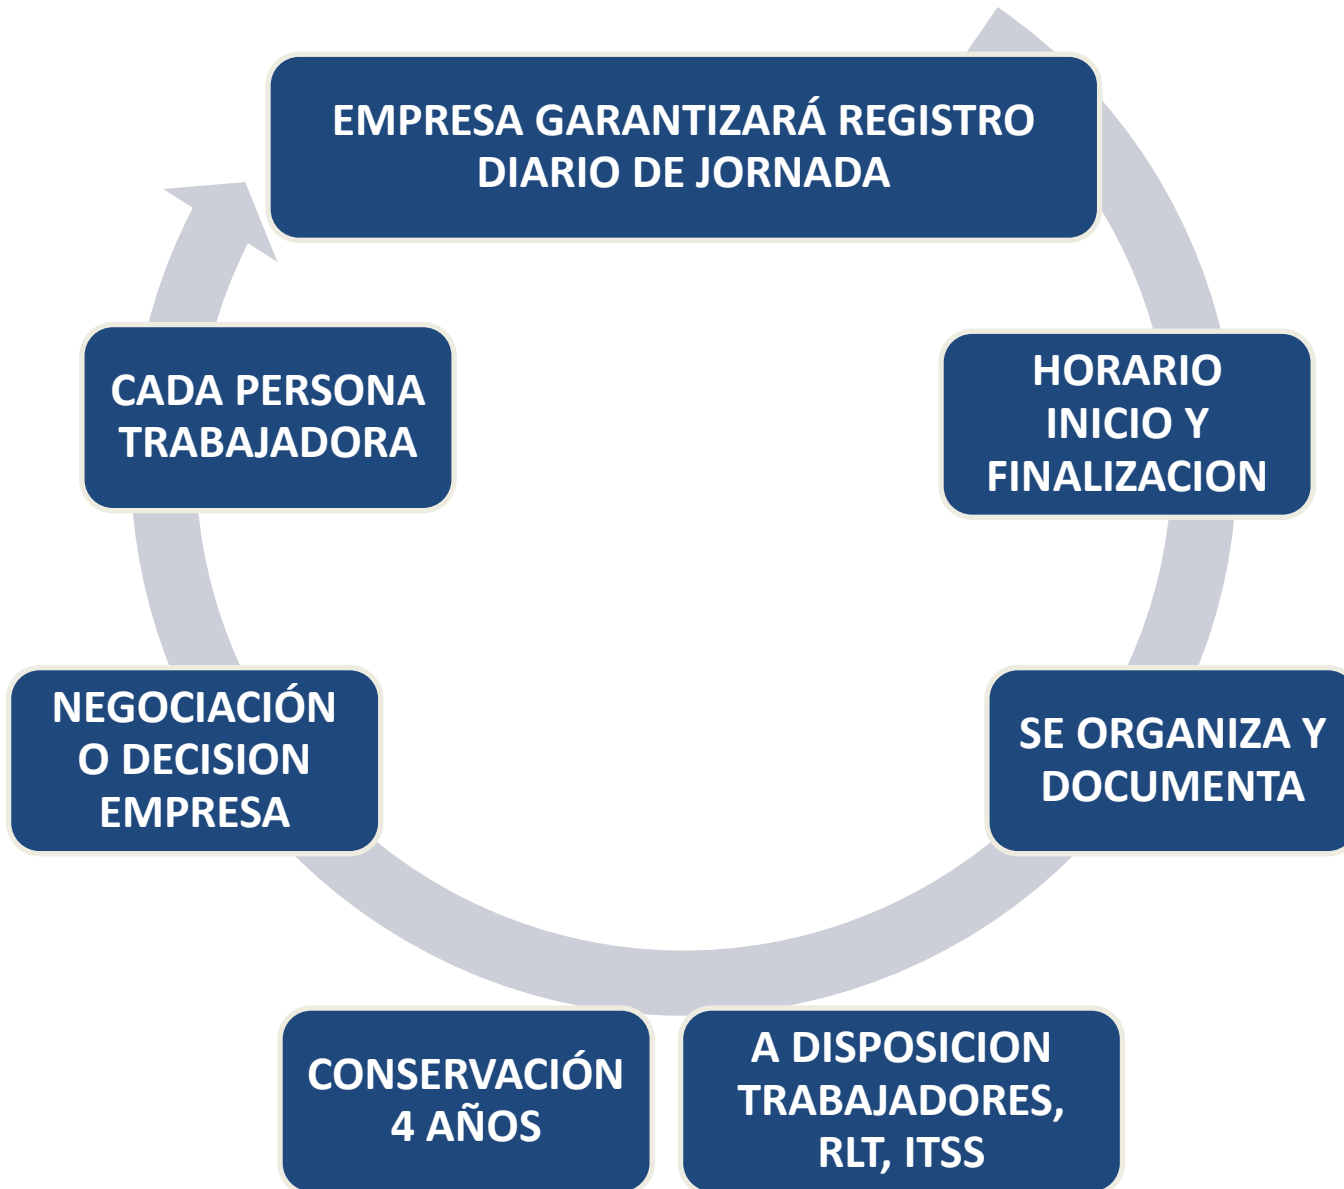 EMPRESA GARANTIZARÁ REGISTRO
DIARIO DE JORNADA
HORARIO
INICIO Y
FINALIZACION
SE ORGANIZA Y
DOCUMENTA
A DISPOSICION
TRABAJADORES,
RLT, ITSS
CONSERVACIÓN
4 AÑOS
NEGOCIACIÓN
O DECISION
EMPRESA
CADA PERSONA
TRABAJADORA